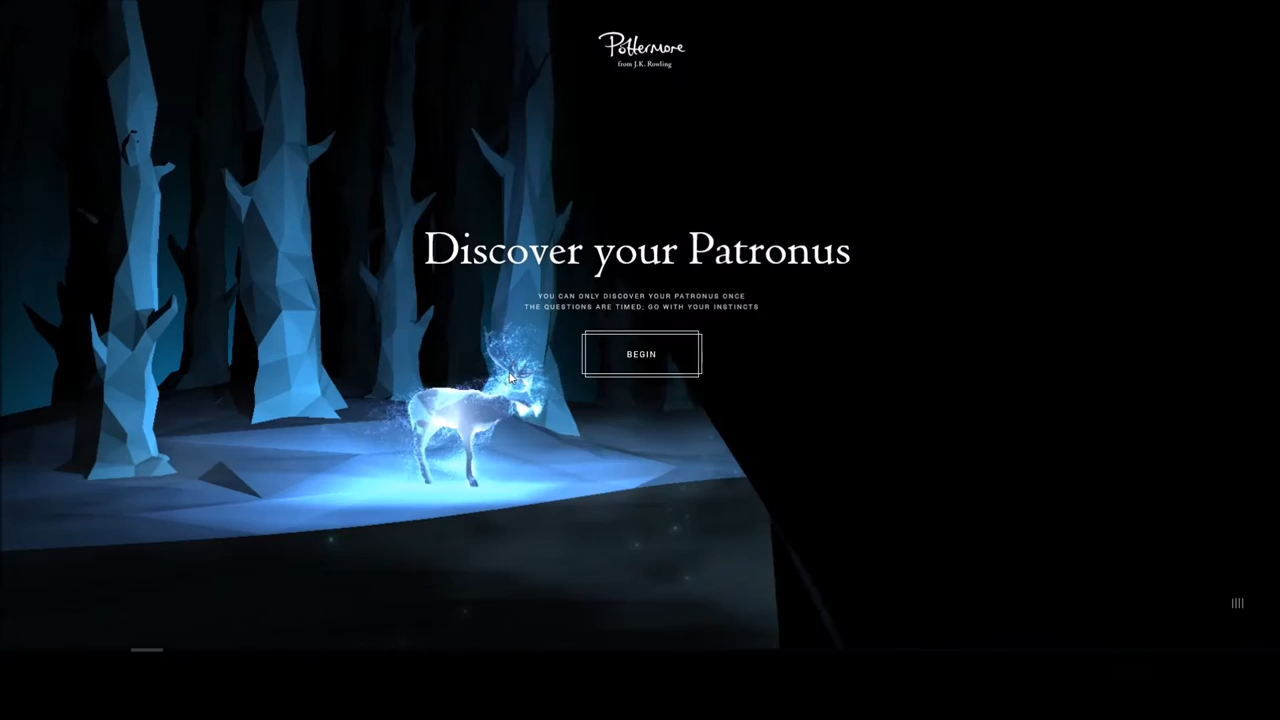 Pottermore
from J.K. Rowling
Discover your Patronus
YOU CAN ONLY DISCOVER YOUR PATRONUS ONCE
THE QUESTIONS ARE TIMED, GO WITH YOUR INSTINCTS
BEGIN